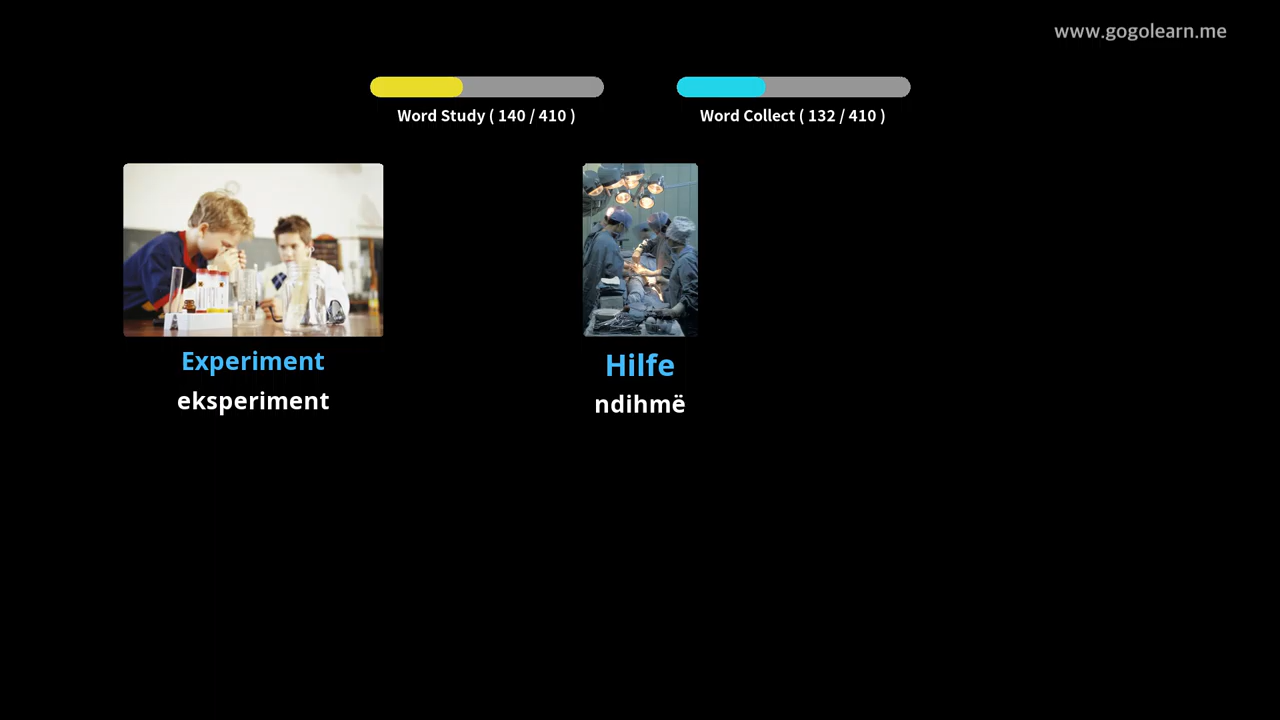 www.gogolearn.me
Word Study ( 140 / 410 )
Word Collect ( 132 / 410 )
Experiment
eksperiment
Hilfe
ndihmë